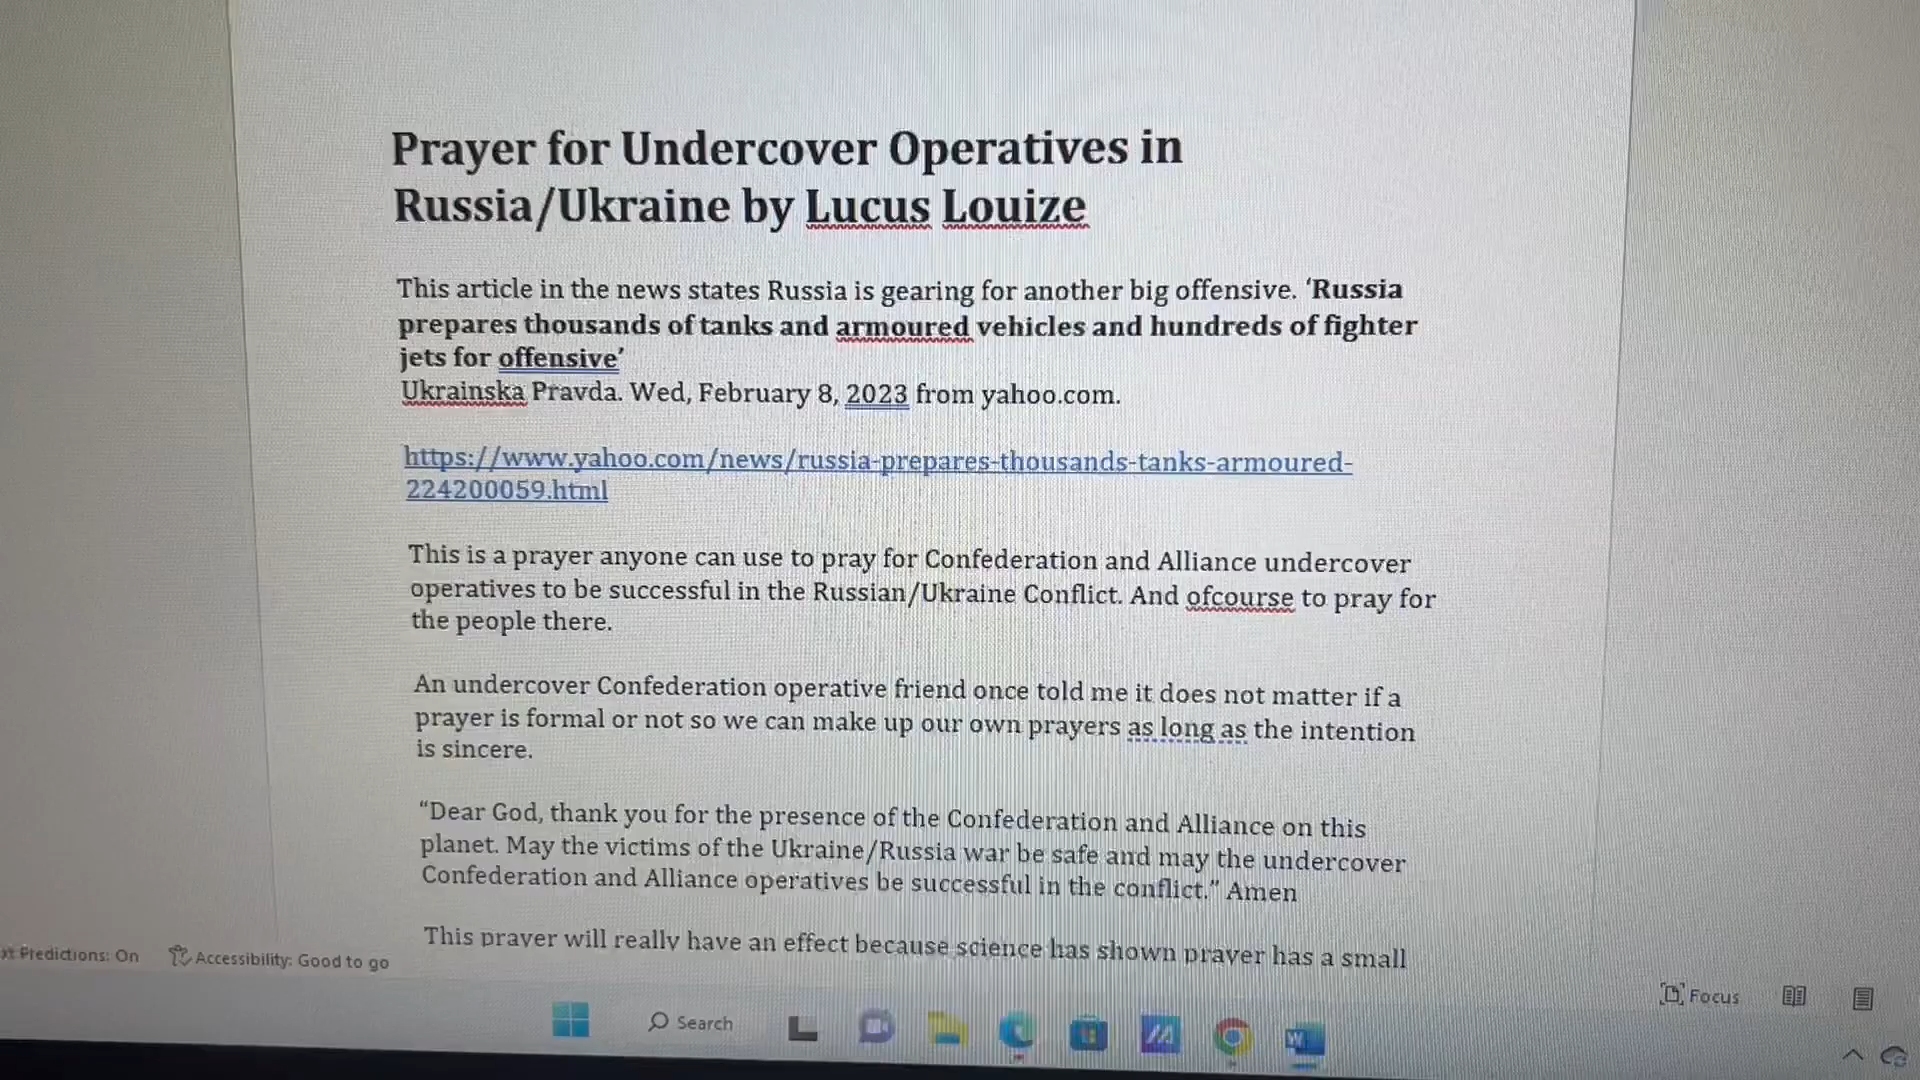 Prayer for Undercover Operatives in
Russia/Ukraine by Lucus Louize
This article in the news states Russia is gearing for another big offensive. ‘Russia
prepares thousands of tanks and armoured vehicles and hundreds of fighter
jets for offensive’
Ukrainska Pravda. Wed, February 8, 2023 from yahoo.com.
https://www.yahoo.com/news/russia-prepares-thousands-tanks-armoured-
224200059.html
This is a prayer anyone can use to pray for Confederation and Alliance undercover
operatives to be successful in the Russian/Ukraine Conflict. And ofcourse to pray for
the people there.
An undercover Confederation operative friend once told me it does not matter if a
prayer is formal or not so we can make up our own prayers as long as the intention
is sincere.
“Dear God, thank you for the presence of the Confederation and Alliance on this
planet. May the victims of the Ukraine/Russia war be safe and may the undercover
Confederation and Alliance operatives be successful in the conflict.” Amen
This prayer will really have an effect because science has shown prayer has a small
Predictions: On Accessibility: Good to go
Focus
Search